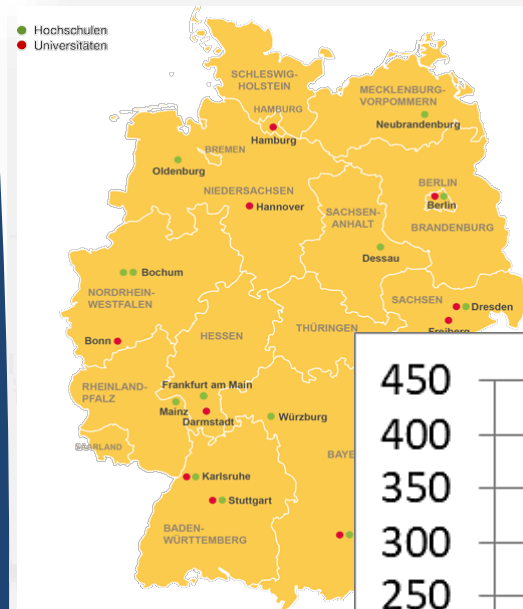 Hochschulen
Universitäten
SCHLESWIG-
HOLSTEIN
MECKLENBURG-
VORPOMMERN
HAMBURG
Neubrandenburg
Hamburg
BREMEN
Oldenburg
NIEDERSACHSEN
BERLIN
Hannover
Berlin
SACHSEN-
ANHALT
BRANDENBURG
Dessau
Bochum
NORDRHEIN-
WESTFALEN
SACHSEN
Dresden
Freiberg
THÜRINGEN
HESSEN
Bonn
RHEINLAND-
PFALZ
Frankfurt am Main
Mainz
Darmstadt
Würzburg
SAARLAND
BAYE
Karlsruhe
Stuttgart
BADEN-
WÜRTTEMBERG
450
400
350
300
250